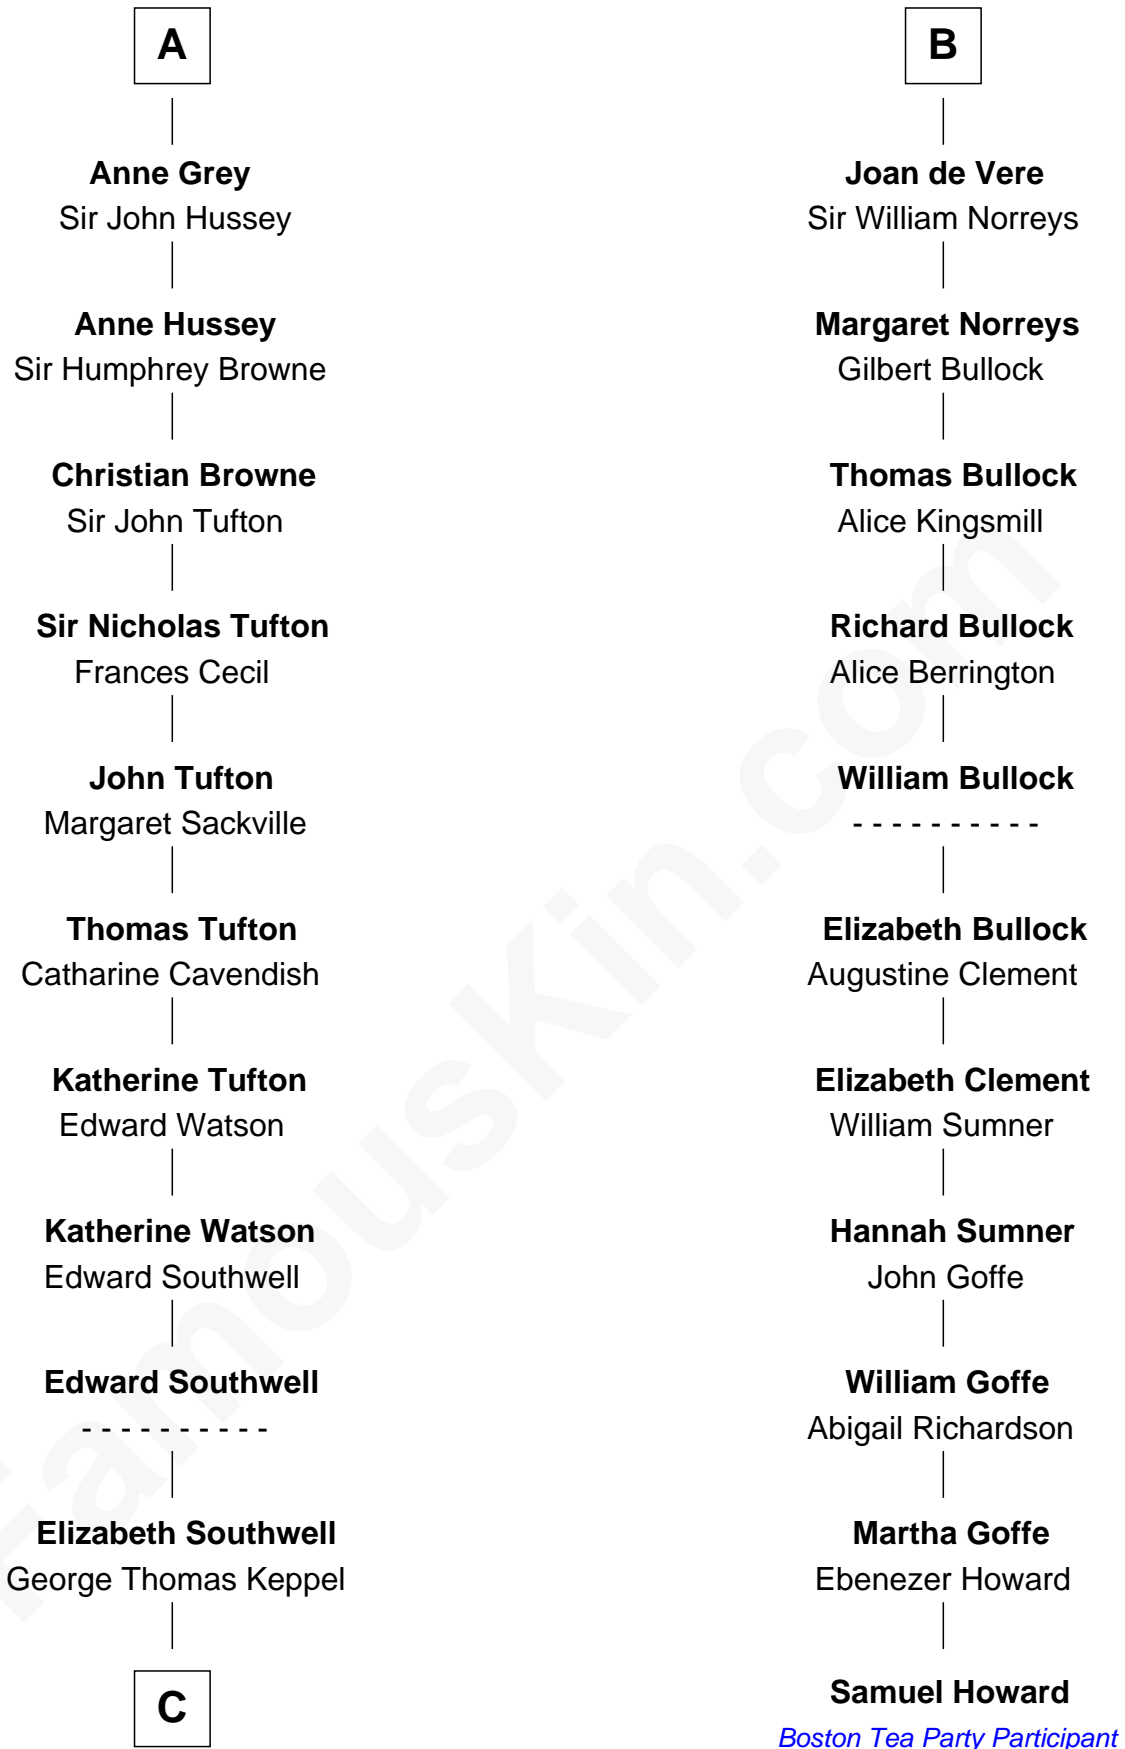 A
Anne Grey
Sir John Hussey
Anne Hussey
Sir Humphrey Browne
Christian Browne
Sir John Tufton
Sir Nicholas Tufton
Frances Cecil
John Tufton
Margaret Sackville
Thomas Tufton
Catharine Cavendish
Katherine Tufton
Edward Watson
Katherine Watson
Edward Southwell
Edward Southwell
- - - - - - - - - -
Elizabeth Southwell
George Thomas Keppel
C
B
Joan de Vere
Sir William Norreys
Margaret Norreys
Gilbert Bullock
Thomas Bullock
Alice Kingsmill
Richard Bullock
Alice Berrington
William Bullock
- - - - - - - - - -
Elizabeth Bullock
Augustine Clement
Elizabeth Clement
William Sumner
Hannah Sumner
John Goffe
William Goffe
Abigail Richardson
Martha Goffe
Ebenezer Howard
Samuel Howard
Boston Tea Party Participant
FamousKin.com